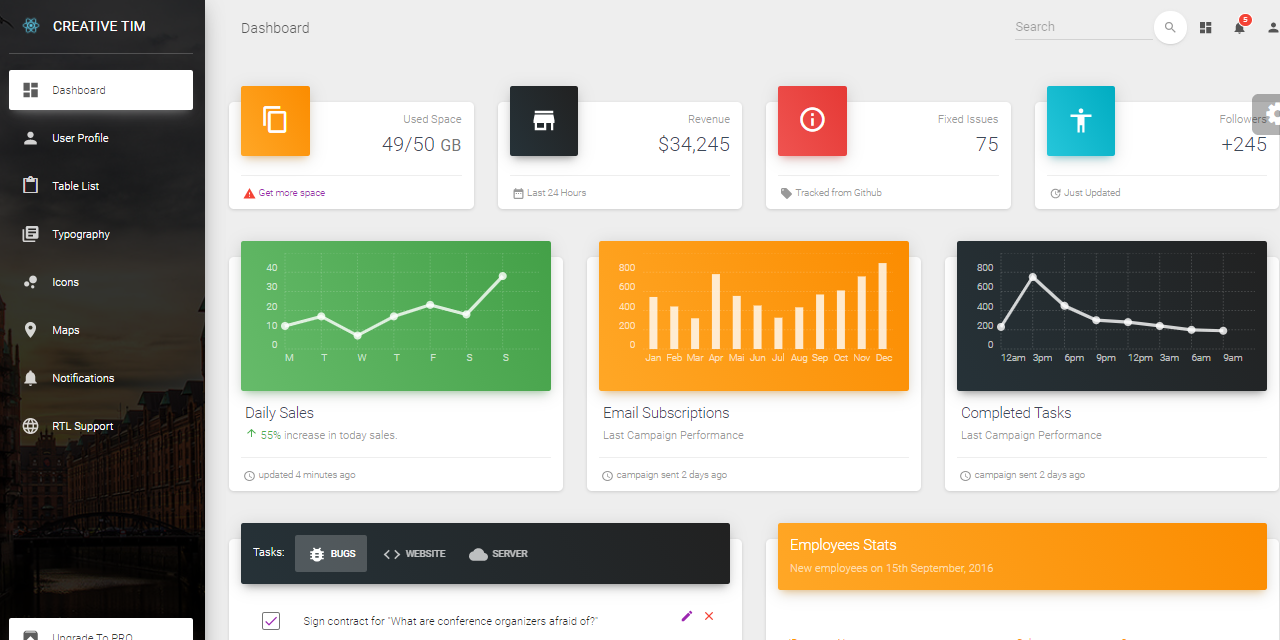 CREATIVE TIM
Dashboard
User Profile
Table List
Typography
Icons
Maps
Notifications
RTL Support
Upgrade To PRO
Dashboard
Search
5
Used Space
49/50 GB
Get more space
Revenue
$34,245
Last 24 Hours
Fixed Issues
75
Tracked from Github
Followers
+245
Just Updated
40
30
20
10
0
M T W T F S S
Daily Sales
55% increase in today sales.
updated 4 minutes ago
800
600
400
200
0
Jan Feb Mar Apr Mai Jun Jul Aug Sep Oct Nov Dec
Email Subscriptions
Last Campaign Performance
campaign sent 2 days ago
800
600
400
200
0
12am 3pm 6pm 9pm 12pm 3am 6am 9am
Completed Tasks
Last Campaign Performance
campaign sent 2 days ago
Tasks: BUGS WEBSITE SERVER
Sign contract for "What are conference organizers afraid of?"
Employees Stats
New employees on 15th September, 2016